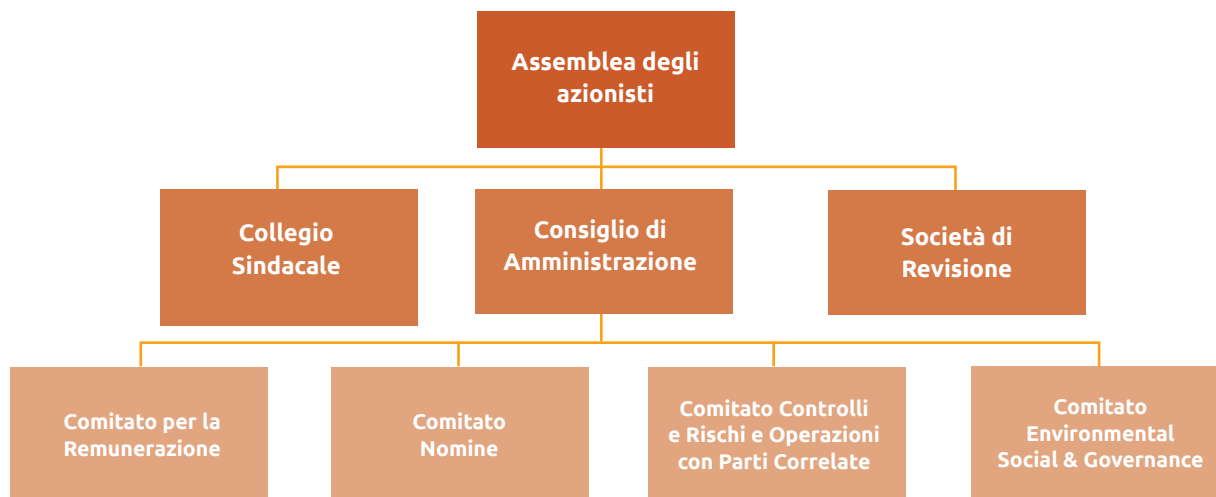 Assemblea degli
azionisti
Collegio
Sindacale
Consiglio di
Amministrazione
Società di
Revisione
Comitato per la
Remunerazione
Comitato
Nomine
Comitato Controlli
e Rischi e Operazioni
con Parti Correlate
Comitato
Environmental
Social & Governance